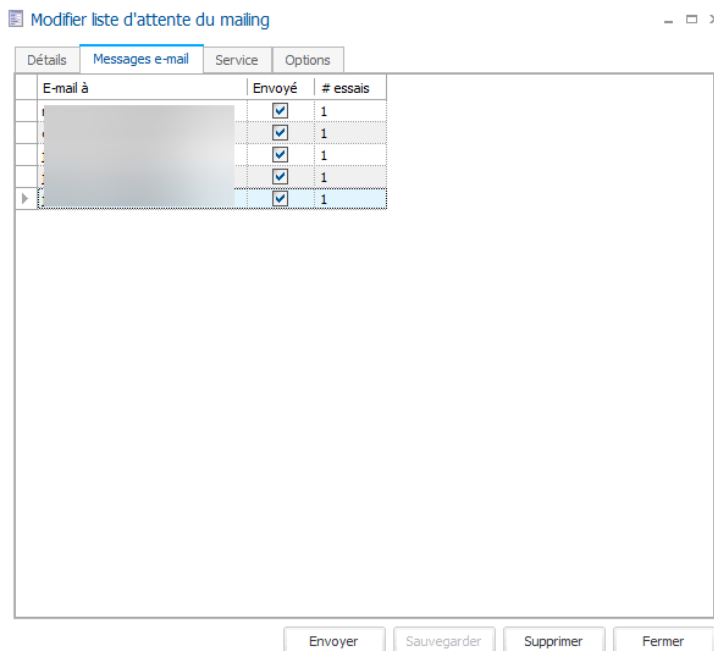 Modifier liste d'attente du mailing
Détails Messages e-mail Service Options
E-mail à Envoyé # essais
1
1
1
1
1
Envoyer Sauvegarder Supprimer Fermer